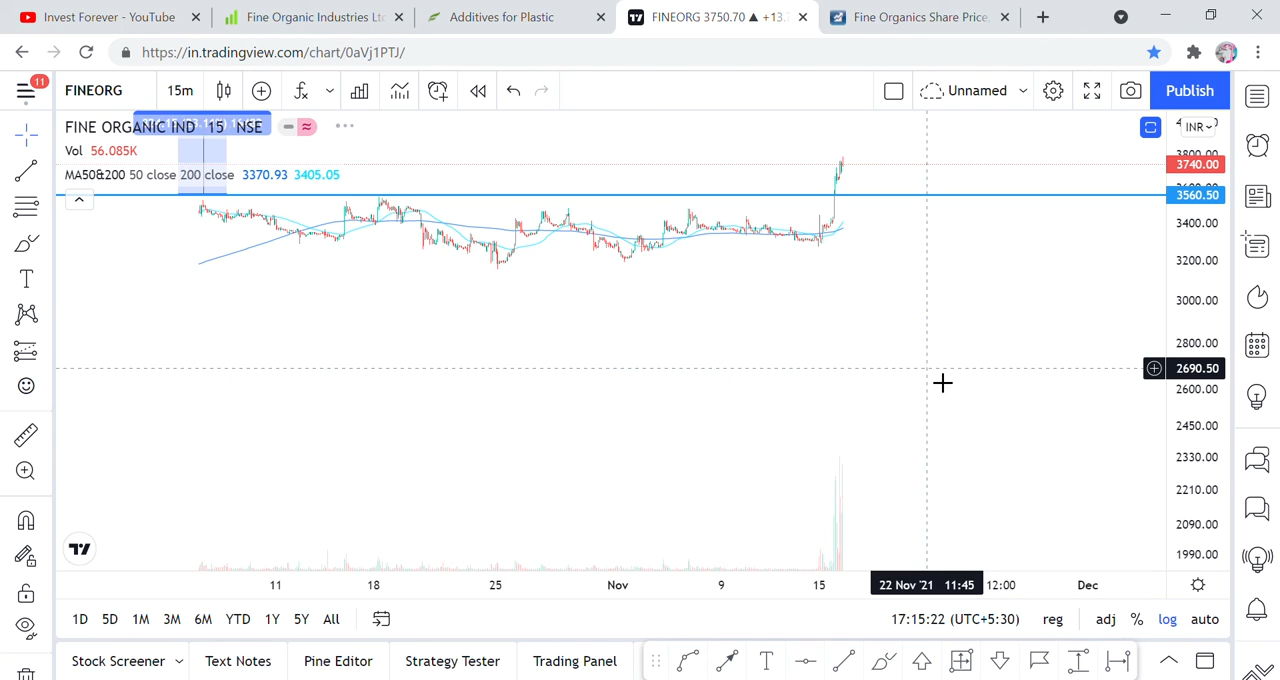 Invest Forever - YouTube
Fine Organic Industries Ltd
Additives for Plastic
FINEORG 3750.70 ▲ +13.
Fine Organics Share Price,
https://in.tradingview.com/chart/0aVj1PTJ/
11
FINEORG
15m
Unnamed
Publish
FINE ORGANIC IND 15 NSE
INR
Vol 56.085K
3800.00
3740.00
MA50&200 50 close 200 close 3370.93 3405.05
3600.00
3560.50
3400.00
3200.00
3000.00
2800.00
2690.50
2600.00
2450.00
2330.00
2210.00
2090.00
1990.00
11 18 25 Nov 9 15 22 Nov '21 11:45 12:00 Dec
1D 5D 1M 3M 6M YTD 1Y 5Y All 17:15:22 (UTC+5:30) reg adj % log auto
Stock Screener Text Notes Pine Editor Strategy Tester Trading Panel